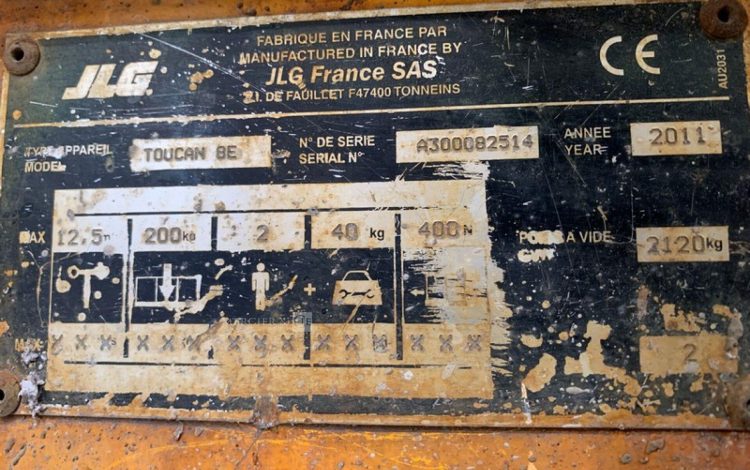 JLG
FABRIQUE EN FRANCE PAR
MANUFACTURED IN FRANCE BY
JLG France SAS
Z.I. DE FAUILLET F47400 TONNEINS
CE
AU2031
TYPE APPAREIL
MODEL
TOUCAN 8E
N° DE SERIE
SERIAL N°
A300082514
ANNEE
YEAR
2011
MAX 12,5m 200kg 2 40 kg 400 N
POIDS A VIDE
GVW
2120kg
+
MAX X X X X X X X X X X X X X X
2